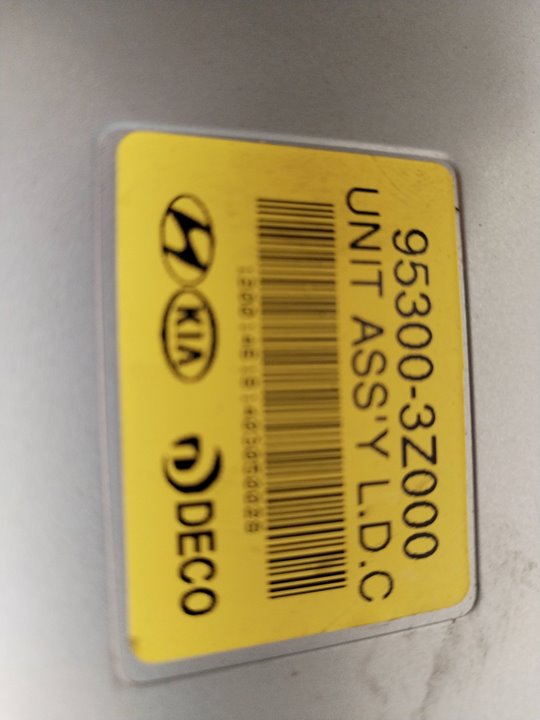 95300-3Z000
UNIT ASS'Y L.D.C
KIA DECO